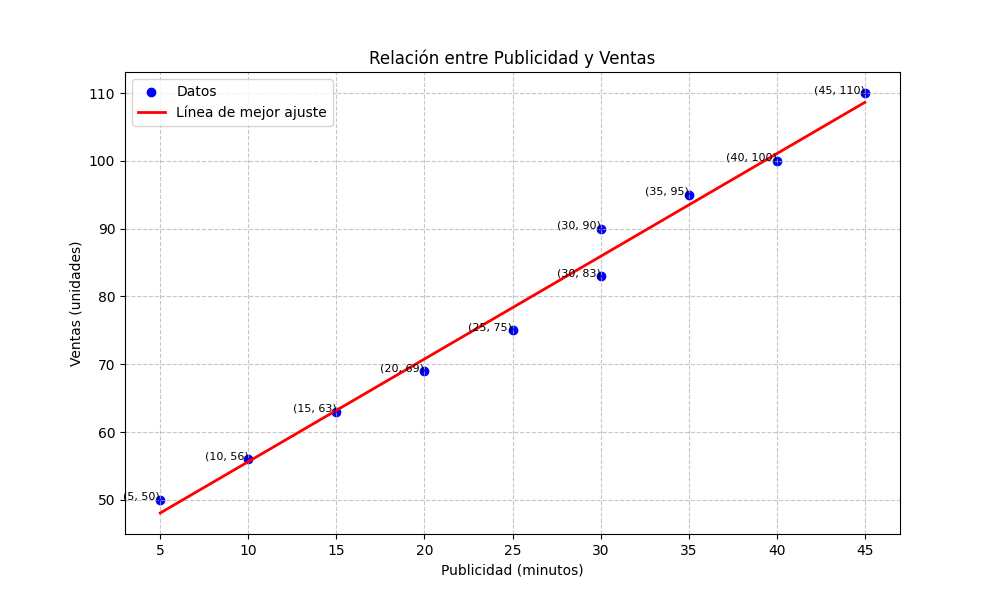 Relación entre Publicidad y Ventas
Datos
Línea de mejor ajuste
(45, 110)
(40, 100)
(35, 95)
(30, 90)
(30, 83)
(25, 75)
(20, 69)
(15, 63)
(10, 56)
(5, 50)
110
100
90
80
70
60
50
Ventas (unidades)
5 10 15 20 25 30 35 40 45
Publicidad (minutos)